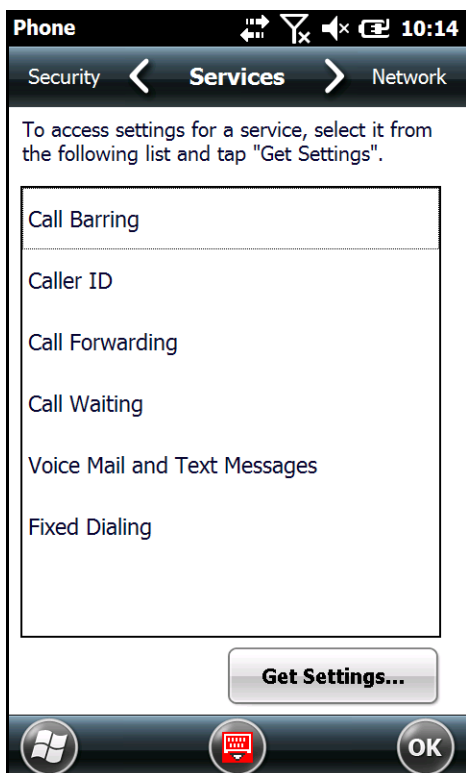 Phone 10:14
Security Services Network
To access settings for a service, select it from
the following list and tap "Get Settings".
Call Barring
Caller ID
Call Forwarding
Call Waiting
Voice Mail and Text Messages
Fixed Dialing
Get Settings...
OK